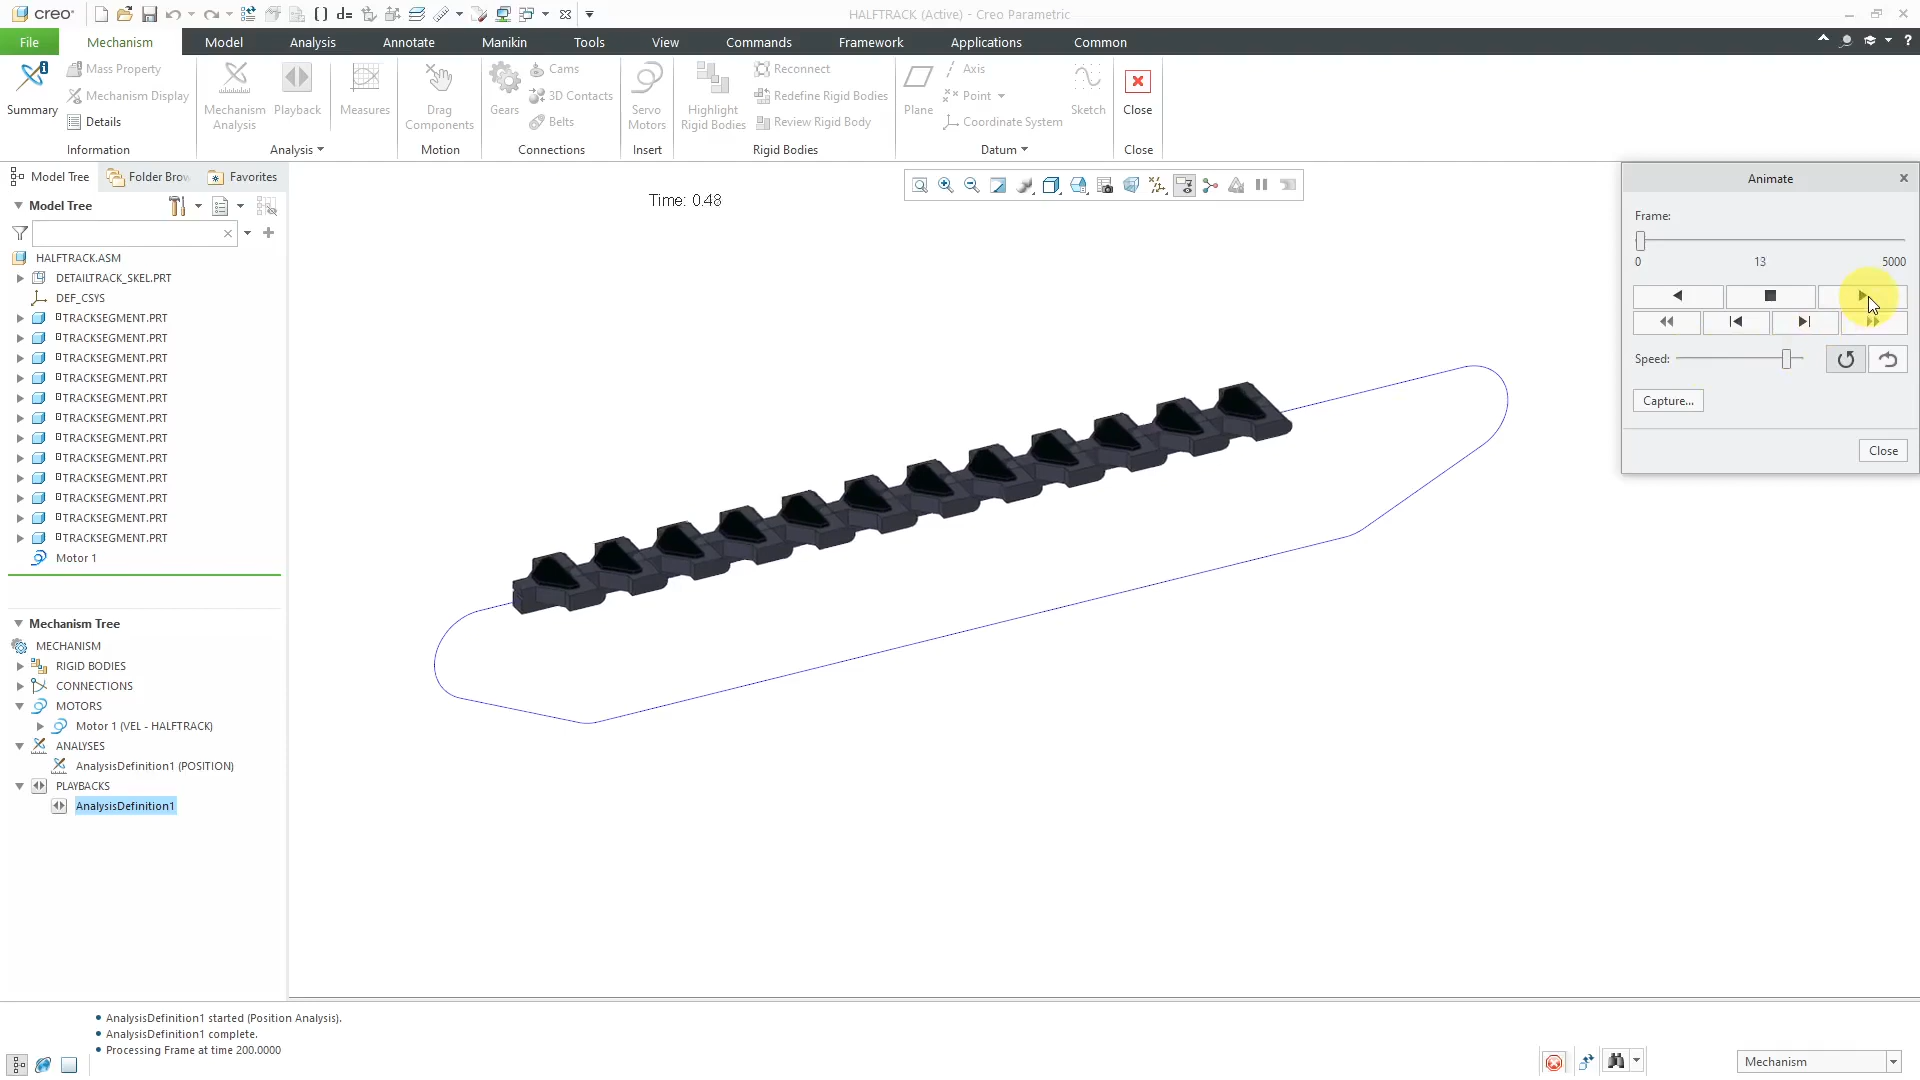 creo
HALFTRACK (Active) - Creo Parametric
File
Mechanism
Model
Analysis
Annotate
Manikin
Tools
View
Commands
Framework
Applications
Common
Summary
Mass Property
Mechanism Display
Details
Information
Mechanism
Analysis
Playback
Measures
Analysis
Drag
Components
Motion
Gears
Cams
3D Contacts
Belts
Connections
Servo
Motors
Insert
Highlight
Rigid Bodies
Reconnect
Redefine Rigid Bodies
Review Rigid Body
Rigid Bodies
Plane
Axis
Point
Coordinate System
Sketch
Datum
Close
Close
Model Tree
Folder Brow
Favorites
Model Tree
HALFTRACK.ASM
DETAILTRACK_SKEL.PRT
DEF_CSYS
TRACKSEGMENT.PRT
TRACKSEGMENT.PRT
TRACKSEGMENT.PRT
TRACKSEGMENT.PRT
TRACKSEGMENT.PRT
TRACKSEGMENT.PRT
TRACKSEGMENT.PRT
TRACKSEGMENT.PRT
TRACKSEGMENT.PRT
TRACKSEGMENT.PRT
TRACKSEGMENT.PRT
TRACKSEGMENT.PRT
Motor 1
Mechanism Tree
MECHANISM
RIGID BODIES
CONNECTIONS
MOTORS
Motor 1 (VEL - HALFTRACK)
ANALYSES
AnalysisDefinition1 (POSITION)
PLAYBACKS
AnalysisDefinition1
Time: 0.48
Animate
Frame:
0 13 5000
Speed:
Capture...
Close
AnalysisDefinition1 started (Position Analysis).
AnalysisDefinition1 complete.
Processing Frame at time 200.0000
Mechanism